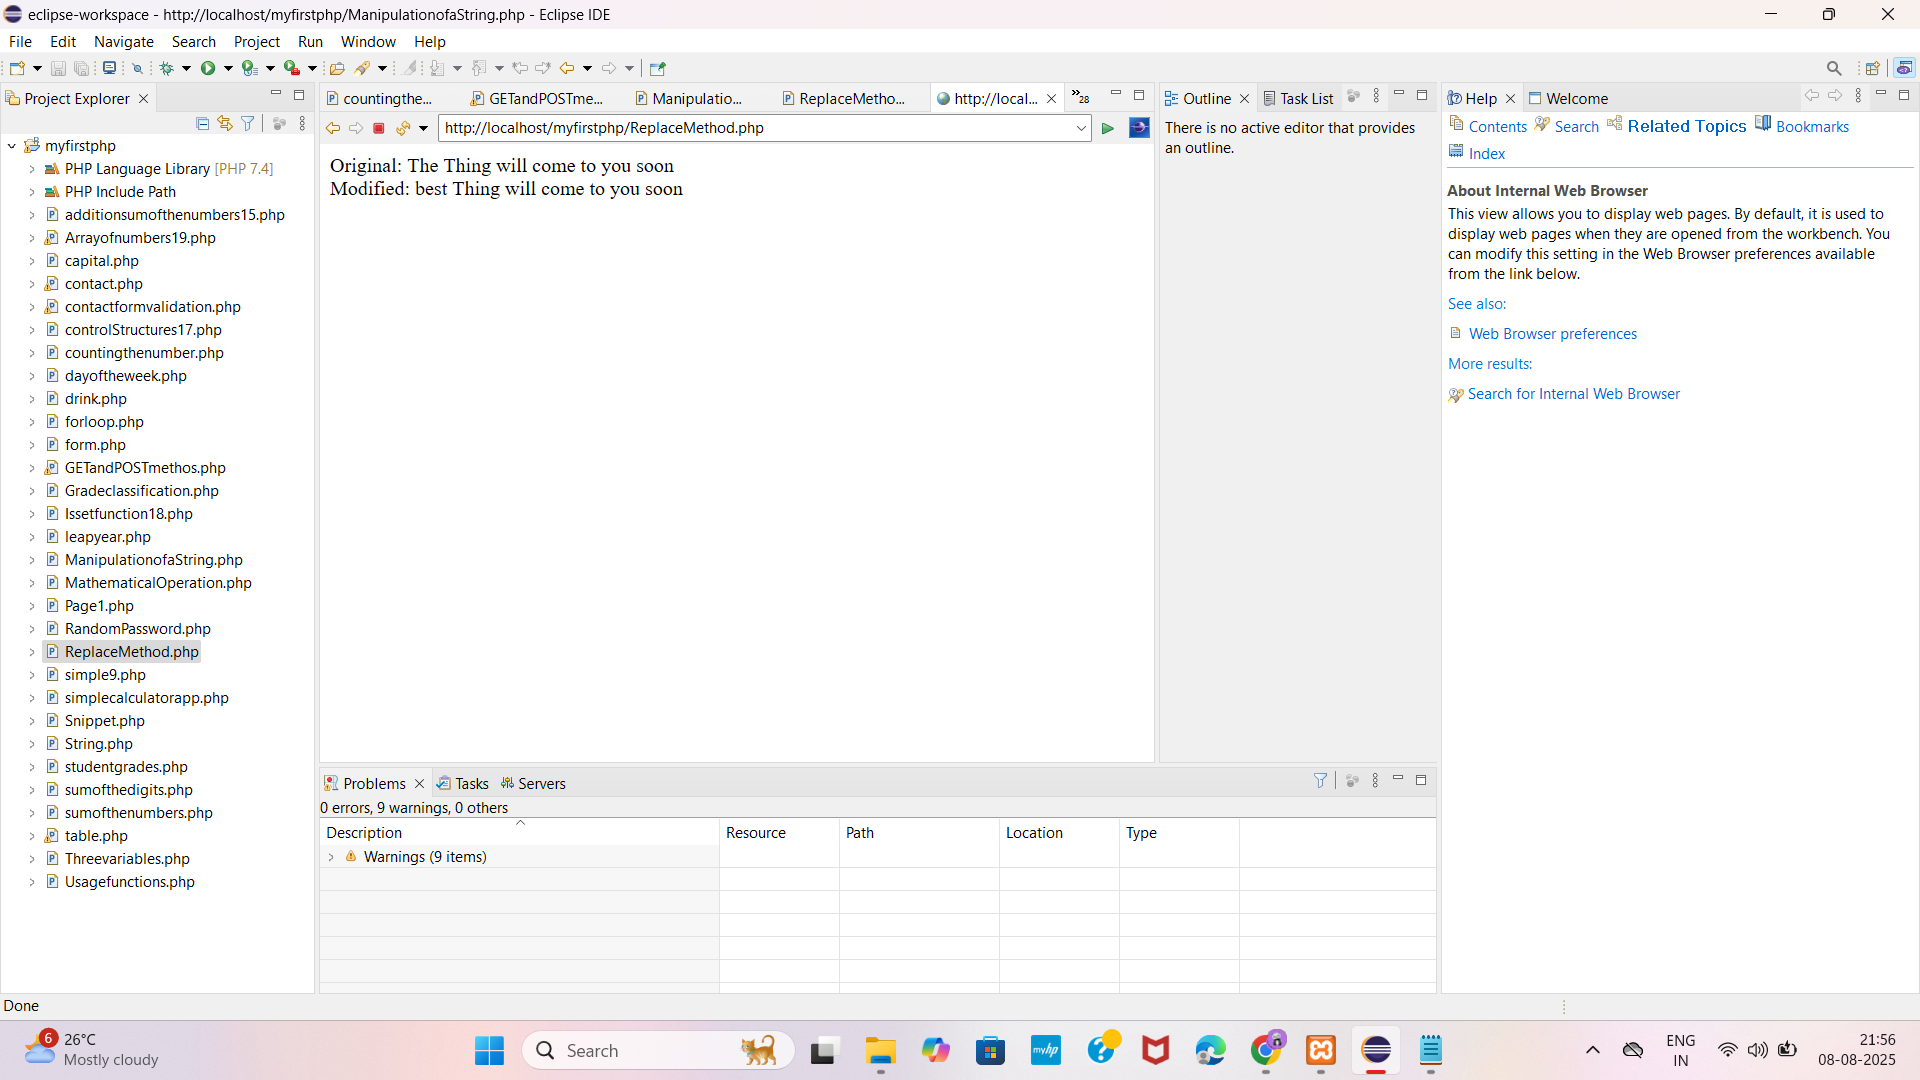 eclipse-workspace - http://localhost/myfirstphp/ManipulationofaString.php - Eclipse IDE
File Edit Navigate Search Project Run Window Help
Project Explorer
myfirstphp
PHP Language Library [PHP 7.4]
PHP Include Path
additionsumofthenumbers15.php
Arrayofnumbers19.php
capital.php
contact.php
contactformvalidation.php
controlStructures17.php
countingthenumber.php
dayoftheweek.php
drink.php
forloop.php
form.php
GETandPOSTmethos.php
Gradeclassification.php
Issetfunction18.php
leapyear.php
ManipulationofaString.php
MathematicalOperation.php
Page1.php
RandomPassword.php
ReplaceMethod.php
simple9.php
simplecalculatorapp.php
Snippet.php
String.php
studentgrades.php
sumofthedigits.php
sumofthenumbers.php
table.php
Threevariables.php
Usagefunctions.php
countingthe... GETandPOSTme... Manipulatio... ReplaceMetho... http://local... »28
http://localhost/myfirstphp/ReplaceMethod.php
Original: The Thing will come to you soon
Modified: best Thing will come to you soon
Outline Task List
There is no active editor that provides
an outline.
Help Welcome
Contents Search Related Topics Bookmarks
Index
About Internal Web Browser
This view allows you to display web pages. By default, it is used to
display web pages when they are opened from the workbench. You
can modify this setting in the Web Browser preferences available
from the link below.
See also:
Web Browser preferences
More results:
Search for Internal Web Browser
Problems Tasks Servers
0 errors, 9 warnings, 0 others
Description Resource Path Location Type
Warnings (9 items)
Done
6 26°C
Mostly cloudy
Search
myhp
ENG
IN
21:56
08-08-2025